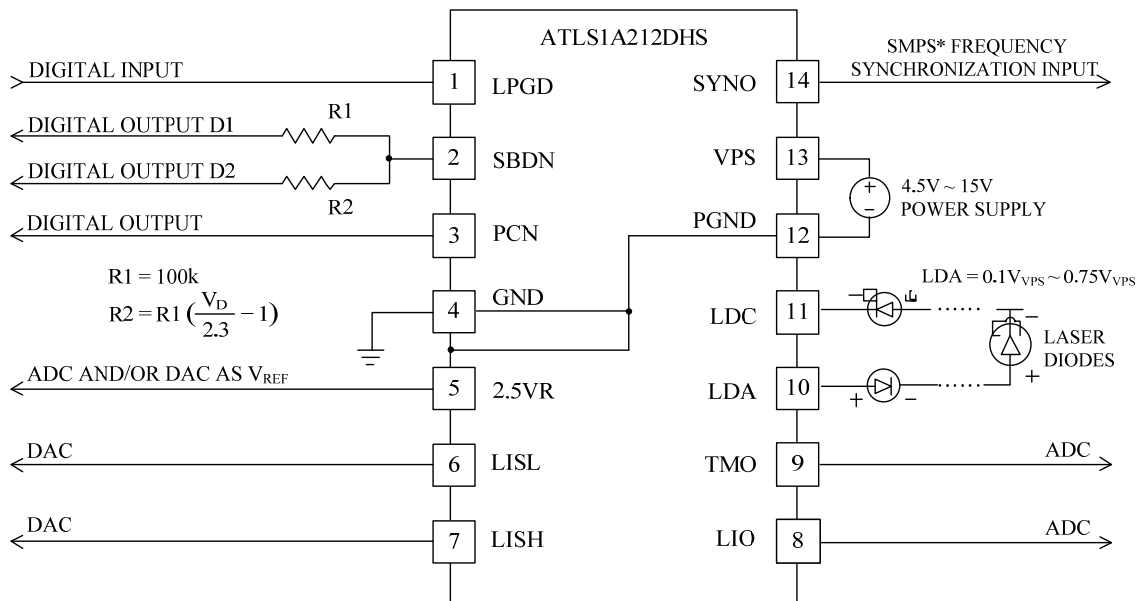 ATLS1A212DHS
DIGITAL INPUT
1
LPGD
DIGITAL OUTPUT D1
R1
2
SBDN
DIGITAL OUTPUT D2
R2
DIGITAL OUTPUT
3
PCN
R1 = 100k
R2 = R1 (V_D/2.3 − 1)
4
GND
ADC AND/OR DAC AS V_REF
5
2.5VR
DAC
6
LISL
DAC
7
LISH
SYNO
14
SMPS* FREQUENCY
SYNCHRONIZATION INPUT
VPS
13
+
−
4.5V ~ 15V
POWER SUPPLY
PGND
12
LDA = 0.1V_VPS ~ 0.75V_VPS
LDC
11
−
−
+
LASER
DIODES
LDA
10
+
−
TMO
9
ADC
LIO
8
ADC